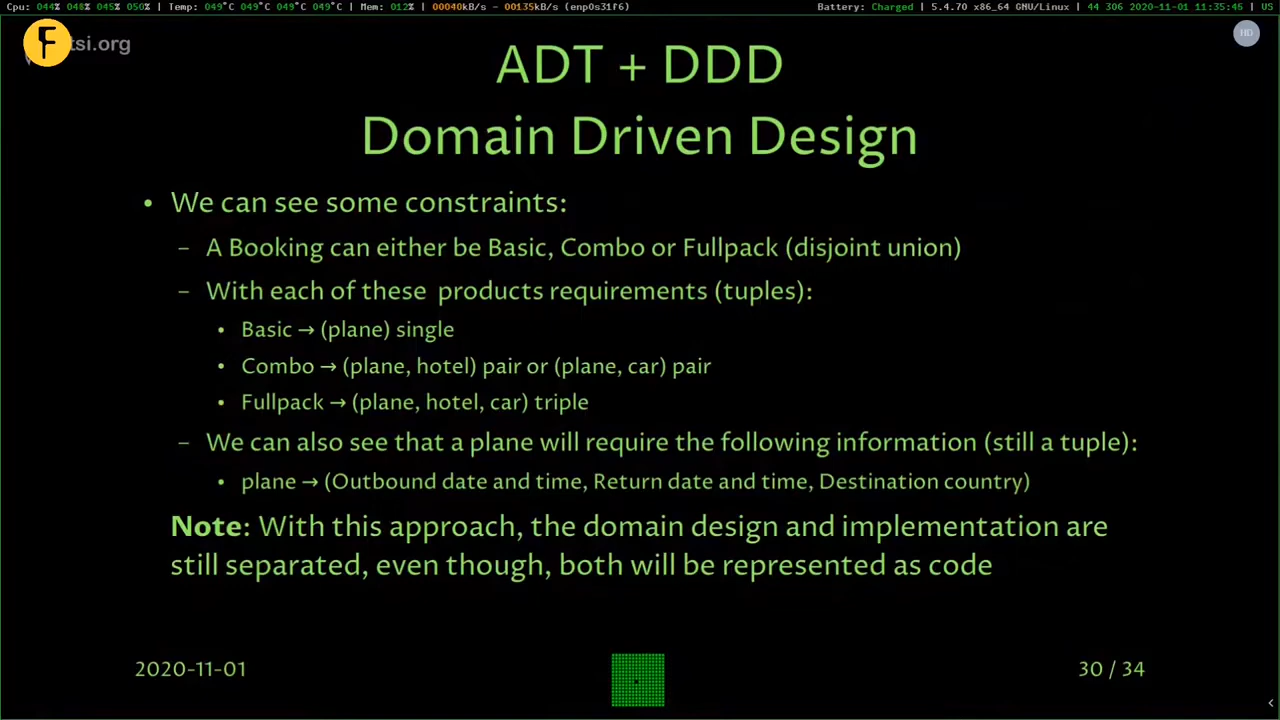 Cpu: 044% 048% 045% 050% | Temp: 049°C 049°C 049°C 049°C | Mem: 012% | 00040kB/s — 00135kB/s (enp0s31f6)
Battery: Charged | 5.4.70 x86_64 GNU/Linux | 44 306 2020-11-01 11:35:45 | US
tsi.org
HD
ADT + DDD
Domain Driven Design
• We can see some constraints:
– A Booking can either be Basic, Combo or Fullpack (disjoint union)
– With each of these products requirements (tuples):
• Basic → (plane) single
• Combo → (plane, hotel) pair or (plane, car) pair
• Fullpack → (plane, hotel, car) triple
– We can also see that a plane will require the following information (still a tuple):
• plane → (Outbound date and time, Return date and time, Destination country)
Note: With this approach, the domain design and implementation are
still separated, even though, both will be represented as code
2020-11-01
30 / 34